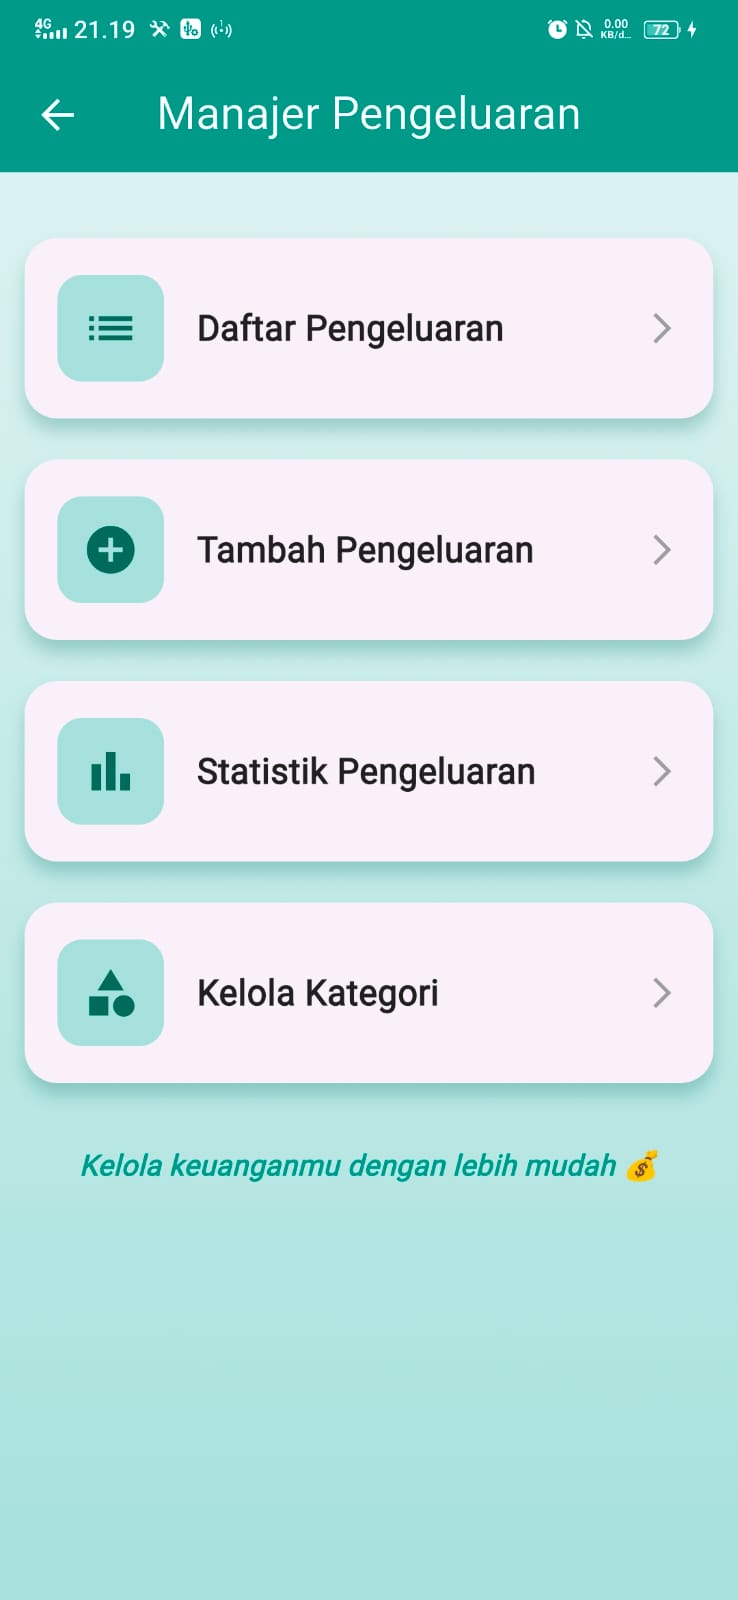 4G 21.19 0.00 KB/d... 72
Manajer Pengeluaran
Daftar Pengeluaran
Tambah Pengeluaran
Statistik Pengeluaran
Kelola Kategori
Kelola keuanganmu dengan lebih mudah 💰